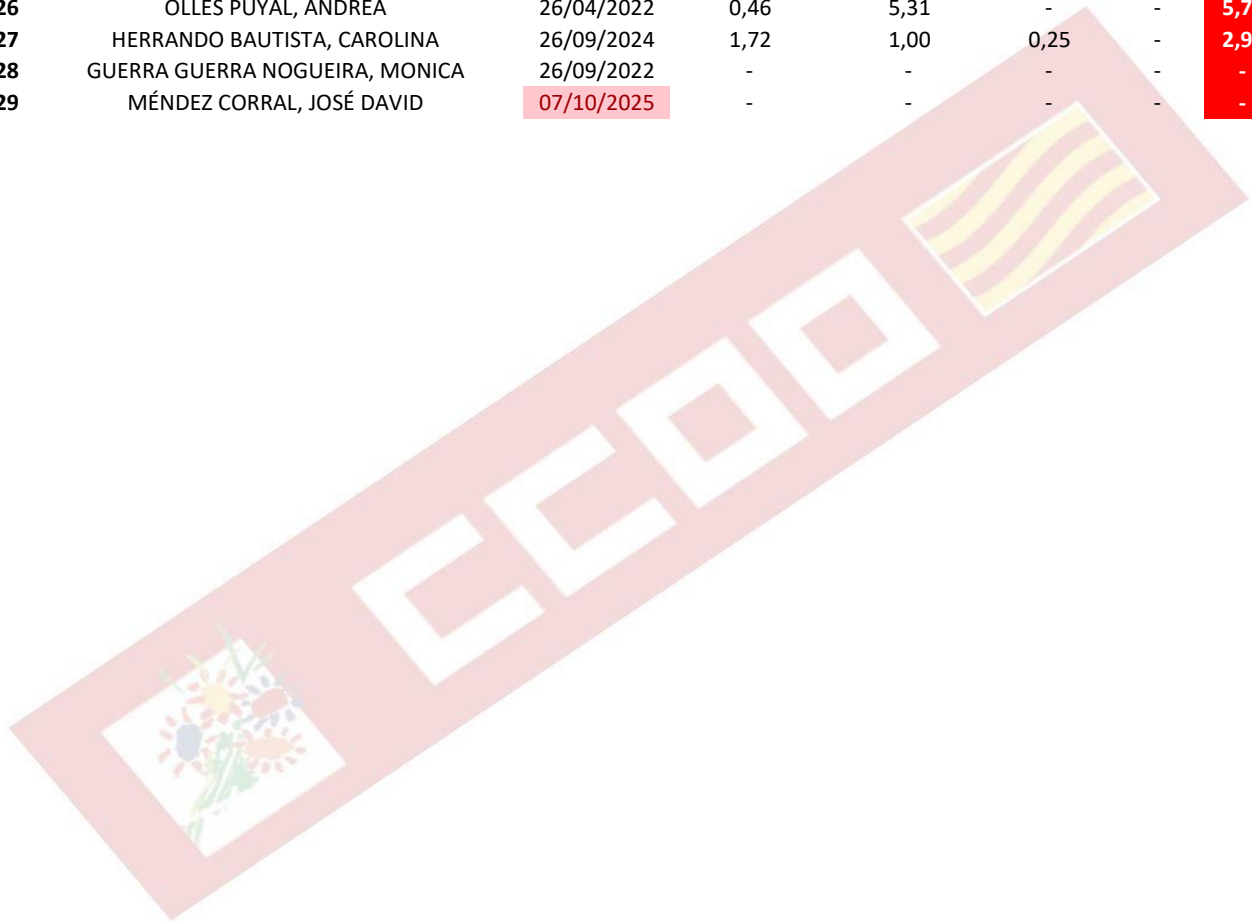 26 OLLES PUYAL, ANDREA 26/04/2022 0,46 5,31 - - 5,7
27 HERRANDO BAUTISTA, CAROLINA 26/09/2024 1,72 1,00 0,25 - 2,9
28 GUERRA GUERRA NOGUEIRA, MONICA 26/09/2022 - - - - -
29 MÉNDEZ CORRAL, JOSÉ DAVID 07/10/2025 - - - - -
CCOO